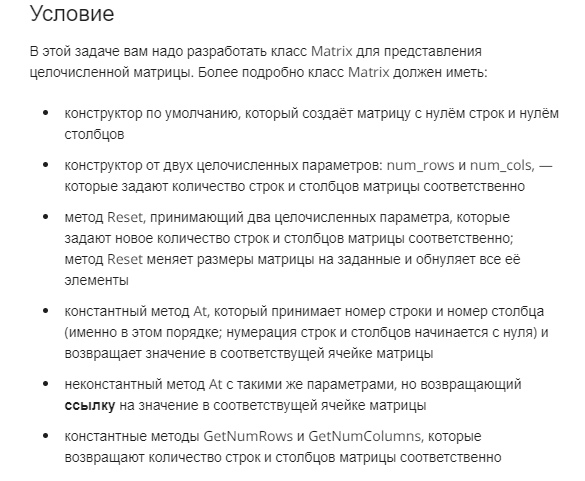 Условие
В этой задаче вам надо разработать класс Matrix для представления
целочисленной матрицы. Более подробно класс Matrix должен иметь:
• конструктор по умолчанию, который создаёт матрицу с нулём строк и нулём
столбцов
• конструктор от двух целочисленных параметров: num_rows и num_cols, —
которые задают количество строк и столбцов матрицы соответственно
• метод Reset, принимающий два целочисленных параметра, которые
задают новое количество строк и столбцов матрицы соответственно;
метод Reset меняет размеры матрицы на заданные и обнуляет все её
элементы
• константный метод At, который принимает номер строки и номер столбца
(именно в этом порядке; нумерация строк и столбцов начинается с нуля) и
возвращает значение в соответствущей ячейке матрицы
• неконстантный метод At с такими же параметрами, но возвращающий
ссылку на значение в соответствущей ячейке матрицы
• константные методы GetNumRows и GetNumColumns, которые
возвращают количество строк и столбцов матрицы соответственно